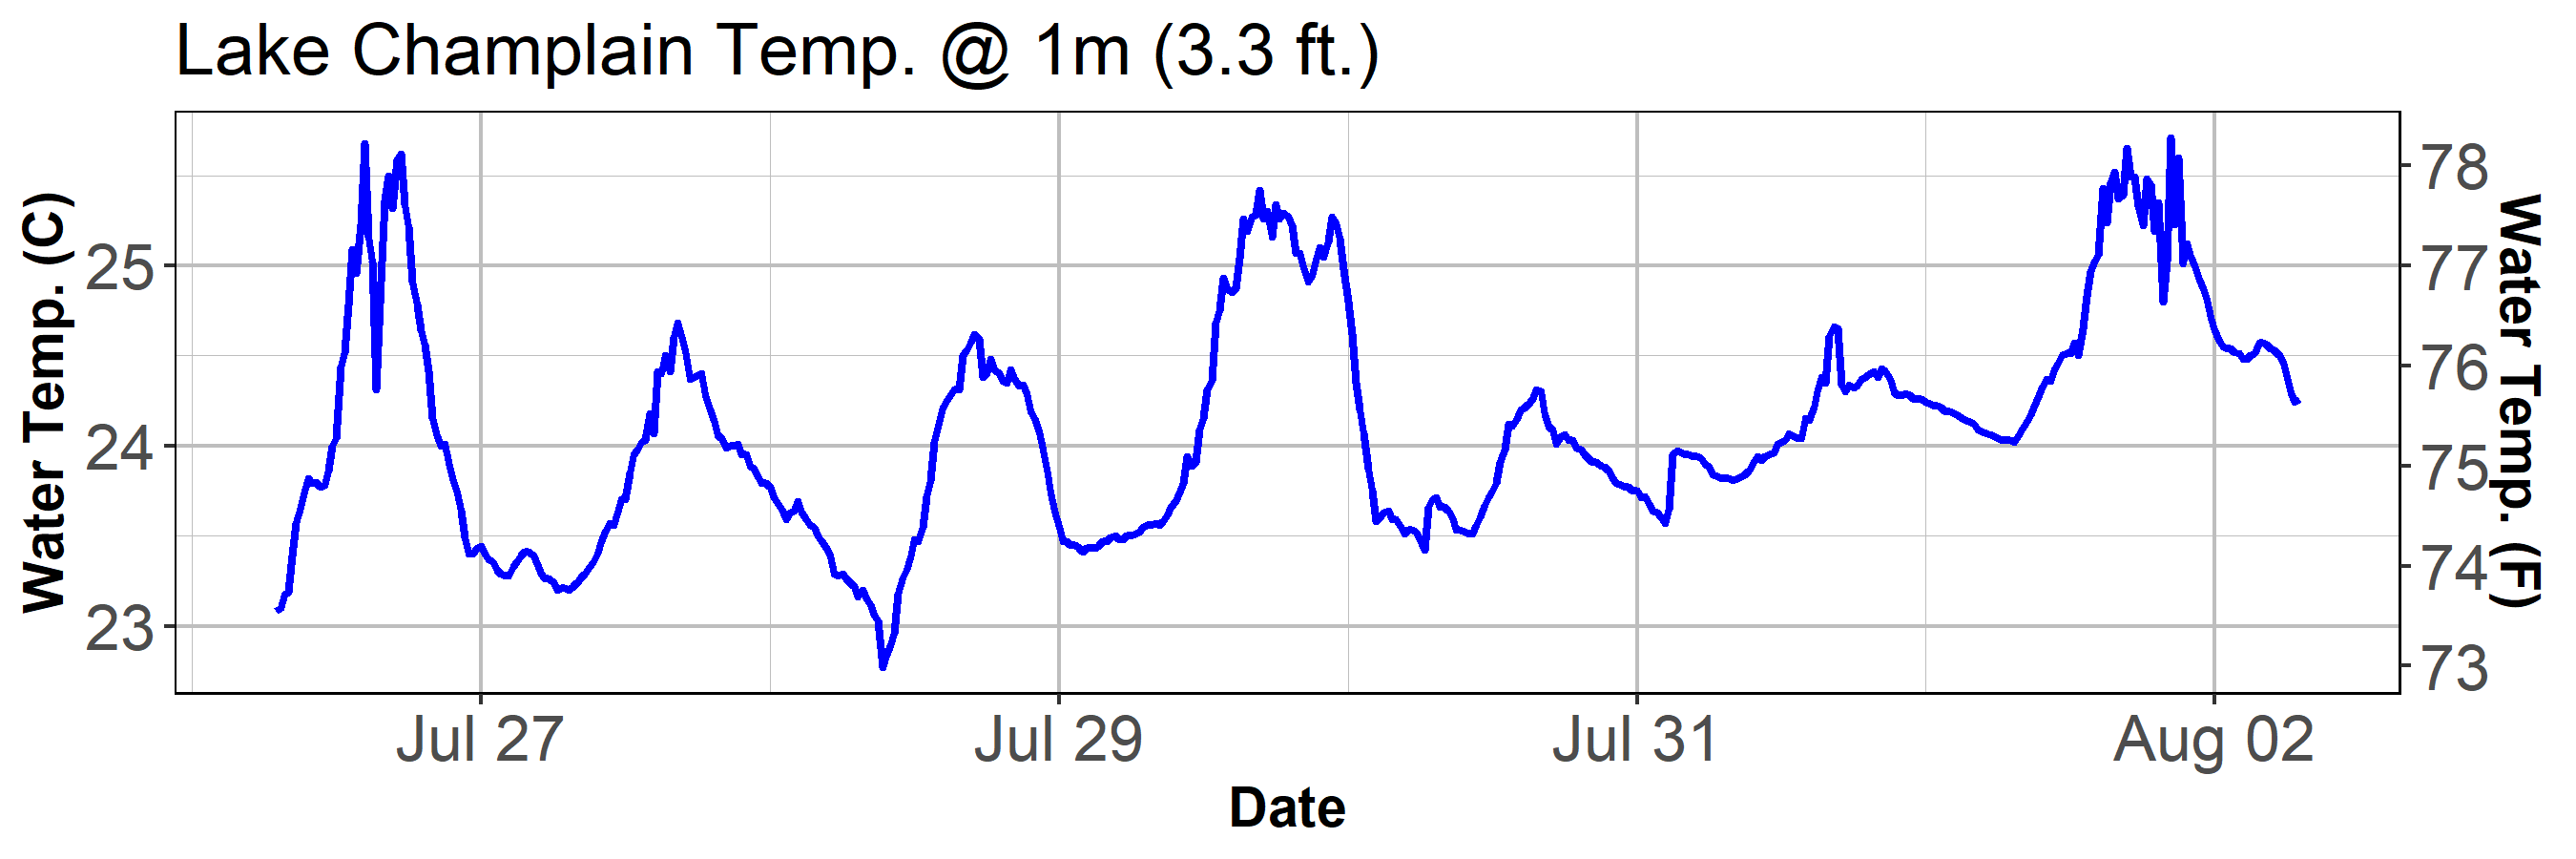 Lake Champlain Temp. @ 1m (3.3 ft.)
Water Temp. (C)
25
24
23
78
77
76
75
74
73
Water Temp. (F)
Jul 27
Jul 29
Jul 31
Aug 02
Date